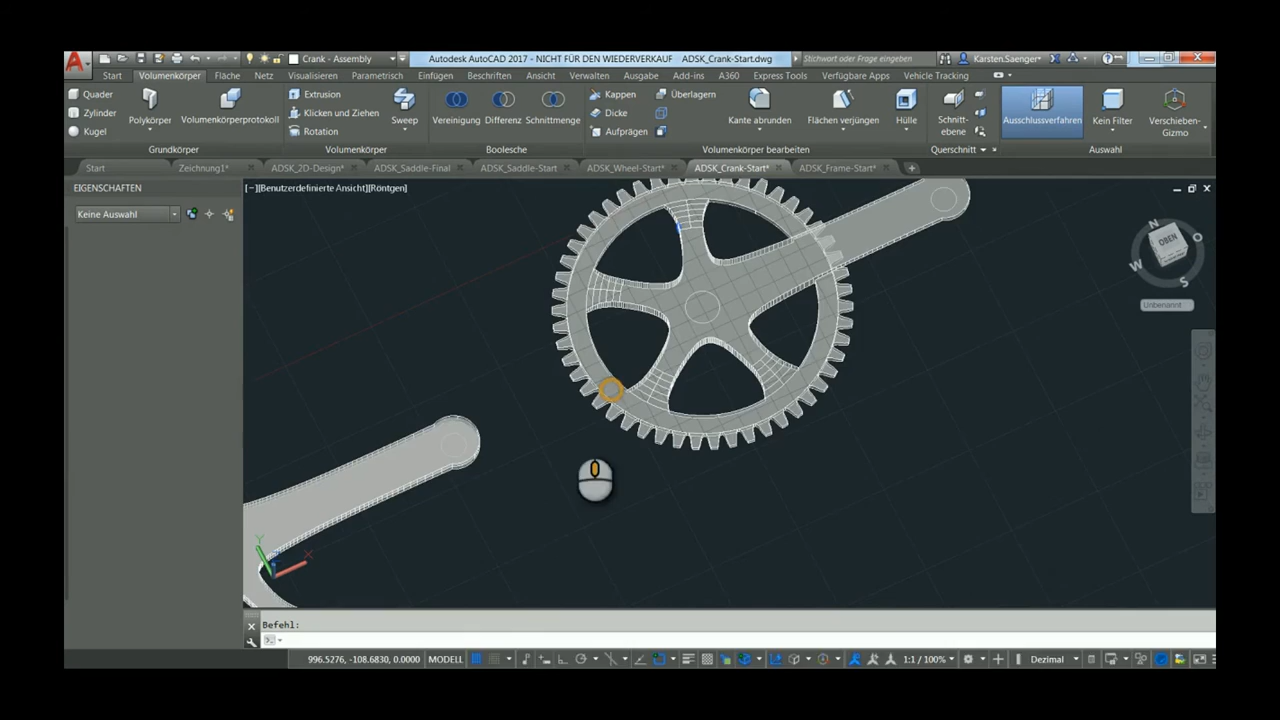 Crank - Assembly
Autodesk AutoCAD 2017 - NICHT FÜR DEN WIEDERVERKAUF ADSK_Crank-Start.dwg
Stichwort oder Frage eingeben
Karsten.Saenger
Start Volumenkörper Fläche Netz Visualisieren Parametrisch Einfügen Beschriften Ansicht Verwalten Ausgabe Add-ins A360 Express Tools Verfügbare Apps Vehicle Tracking
Quader
Zylinder
Kugel
Polykörper
Volumenkörperprotokoll
Extrusion
Klicken und Ziehen
Rotation
Sweep
Vereinigung
Differenz
Schnittmenge
Kappen
Dicke
Aufprägen
Überlagern
Kante abrunden
Flächen verjüngen
Hülle
Schnitt-
ebene
Ausschlussverfahren
Kein Filter
Verschieben-
Gizmo
Grundkörper Volumenkörper Boolesche Volumenkörper bearbeiten Querschnitt Auswahl
Start Zeichnung1* ADSK_2D-Design* ADSK_Saddle-Final ADSK_Saddle-Start ADSK_Wheel-Start* ADSK_Crank-Start* ADSK_Frame-Start*
EIGENSCHAFTEN
Keine Auswahl
[−][Benutzerdefinierte Ansicht][Röntgen]
N
OBEN
O
W
S
Unbenannt
Y
X
Befehl:
996.5276, -108.6830, 0.0000 MODELL 1:1 / 100% Dezimal